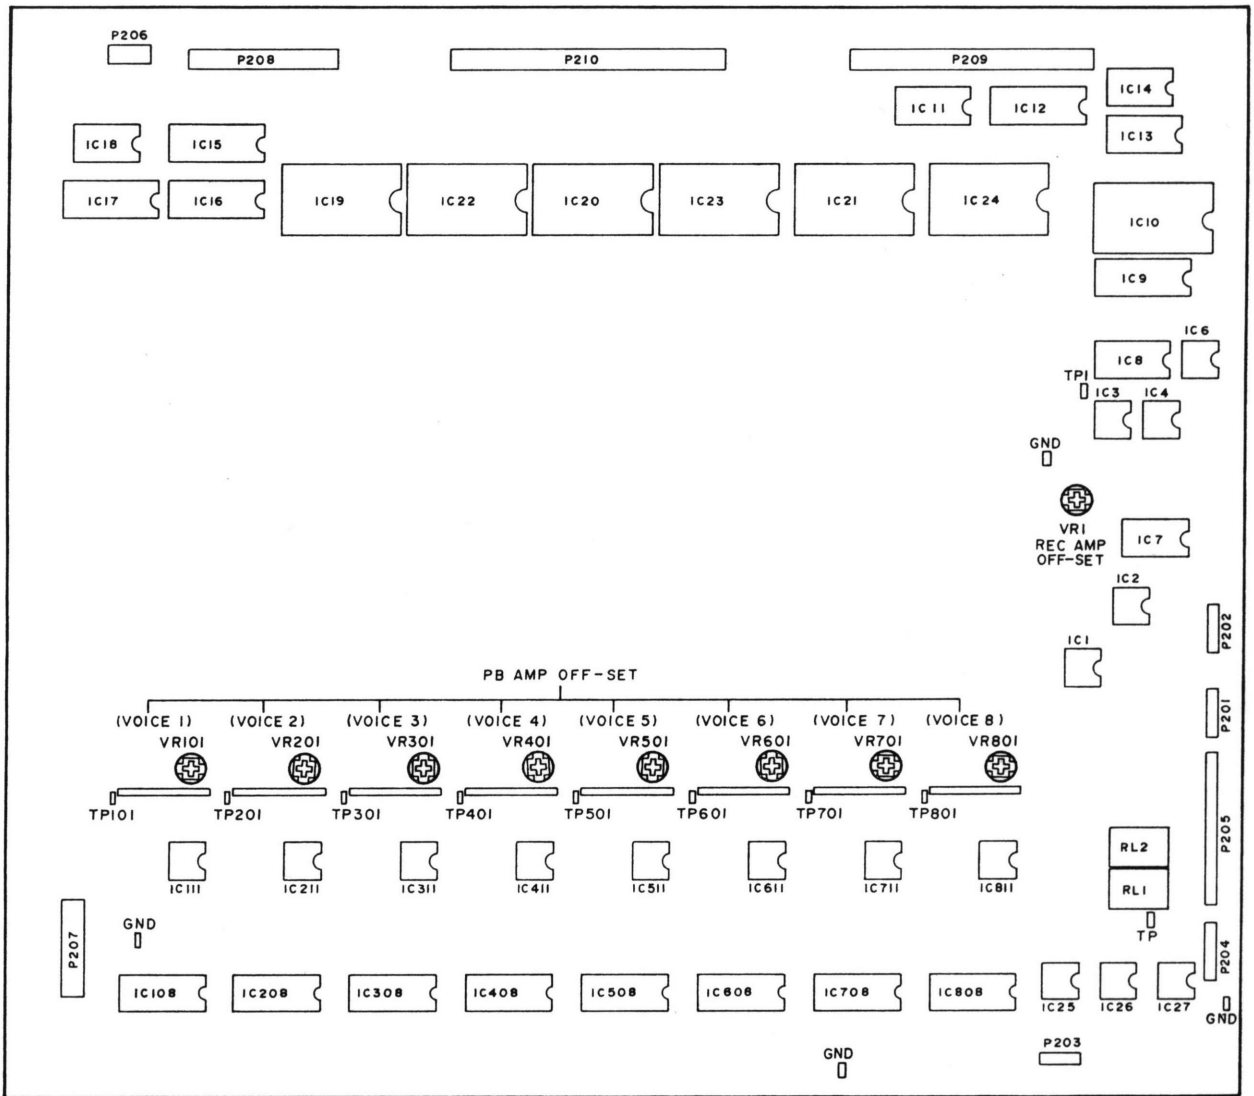 P206
P208
P210
P209
IC14
IC11
IC12
IC13
IC18
IC15
IC17
IC16
IC19
IC22
IC20
IC23
IC21
IC24
IC10
IC9
IC6
IC8
TP1
IC3
IC4
GND
VR1
REC AMP
OFF-SET
IC7
IC2
P202
IC1
PB AMP OFF-SET
P201
(VOICE 1)
(VOICE 2)
(VOICE 3)
(VOICE 4)
(VOICE 5)
(VOICE 6)
(VOICE 7)
(VOICE 8)
VR101
VR201
VR301
VR401
VR501
VR601
VR701
VR801
TP101
TP201
TP301
TP401
TP501
TP601
TP701
TP801
P205
RL2
IC111
IC211
IC311
IC411
IC511
IC611
IC711
IC811
RL1
GND
TP
P207
P204
IC108
IC208
IC308
IC408
IC508
IC608
IC708
IC808
IC25
IC26
IC27
GND
P203
GND